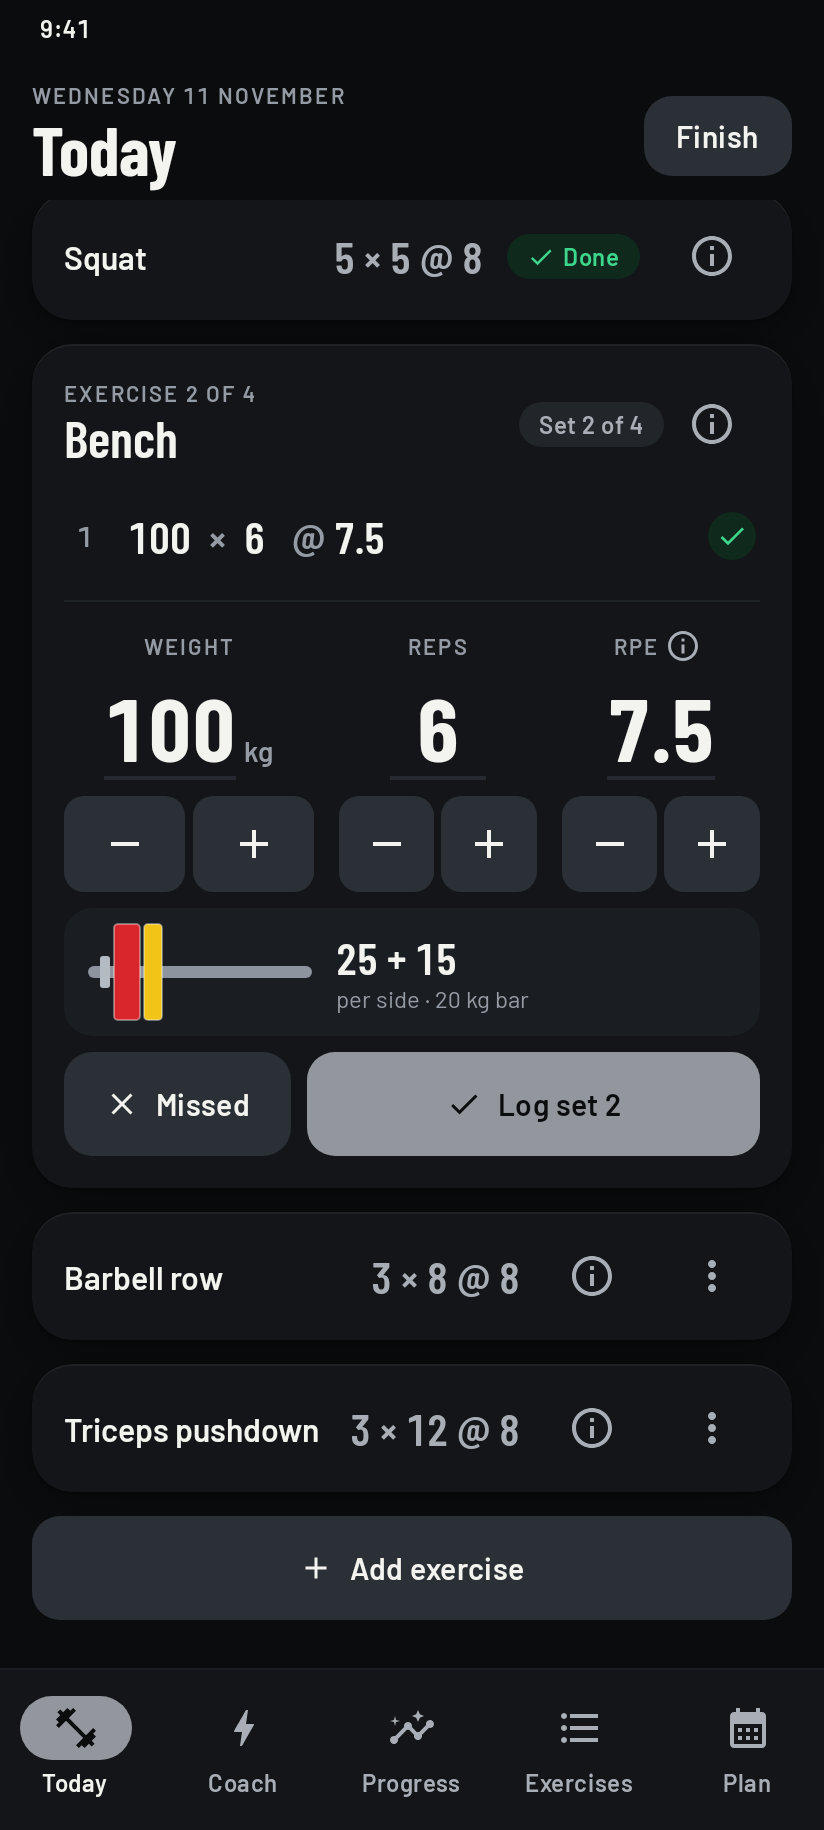 9:41
WEDNESDAY 11 NOVEMBER
Today
Finish
Squat 5 × 5 @ 8 Done
EXERCISE 2 OF 4
Bench
Set 2 of 4
1 100 × 6 @ 7.5
WEIGHT REPS RPE
100 kg 6 7.5
25 + 15
per side · 20 kg bar
Missed Log set 2
Barbell row 3 × 8 @ 8
Triceps pushdown 3 × 12 @ 8
Add exercise
Today Coach Progress Exercises Plan